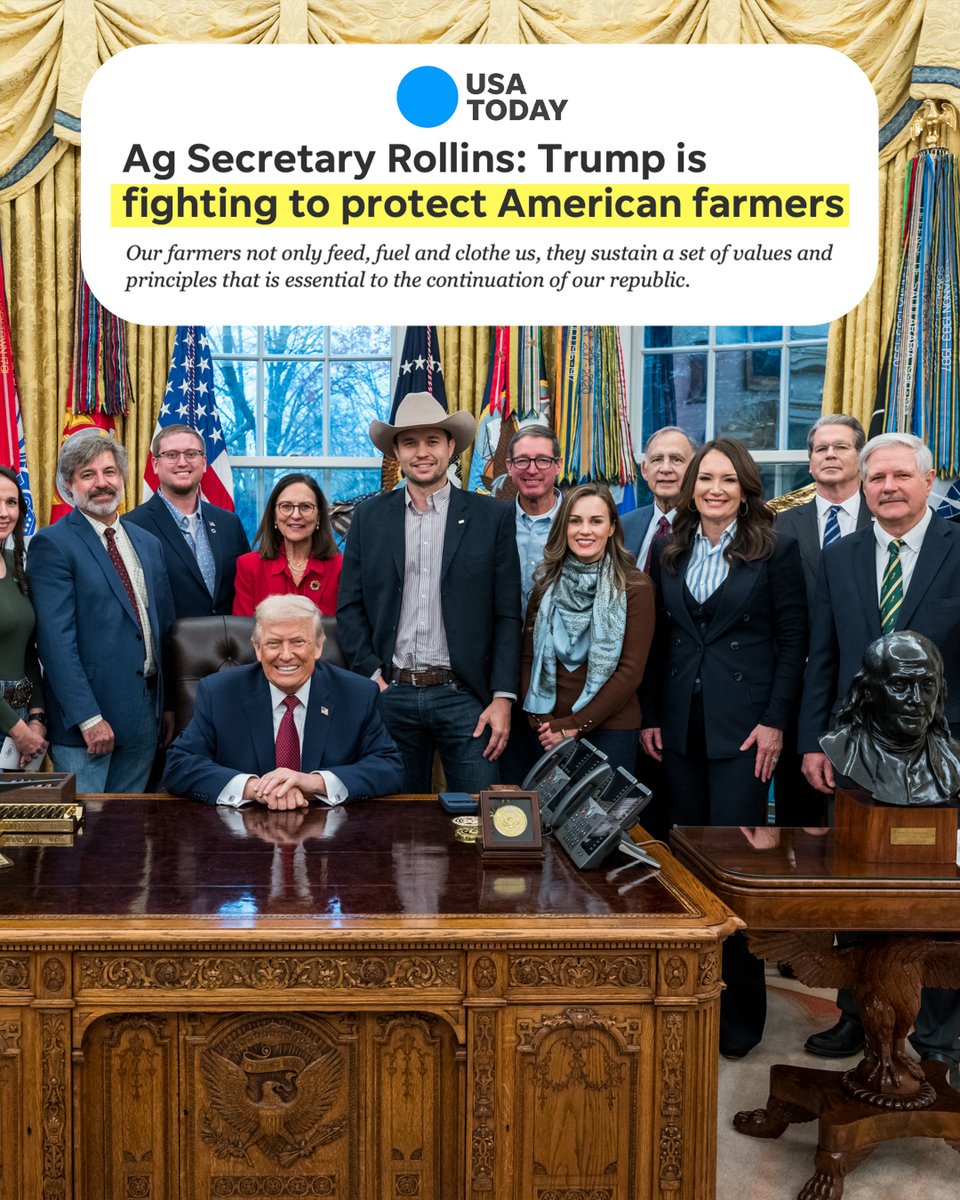 USA
TODAY
Ag Secretary Rollins: Trump is
fighting to protect American farmers
Our farmers not only feed, fuel and clothe us, they sustain a set of values and
principles that is essential to the continuation of our republic.